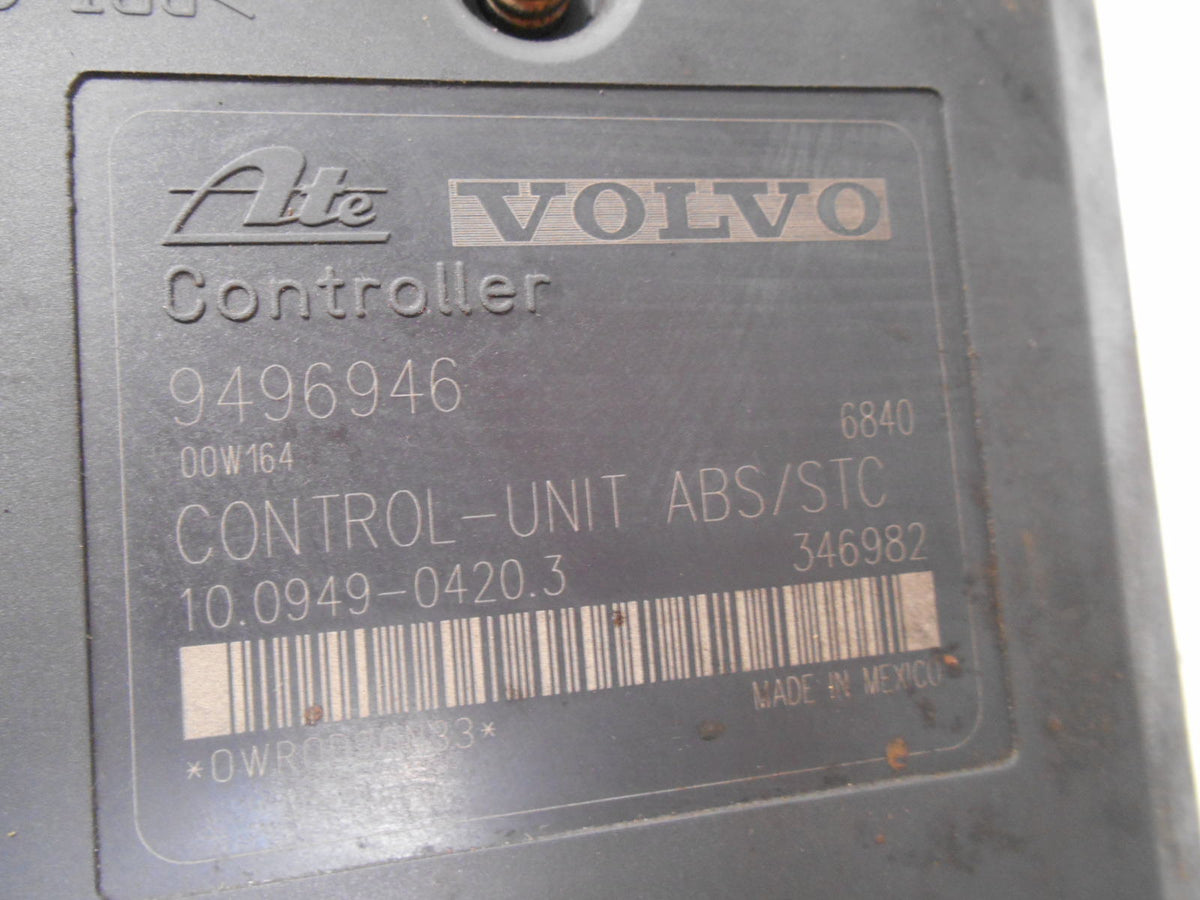 Ate VOLVO
Controller
9496946
00W164 6840
CONTROL-UNIT ABS/STC
10.0949-0420.3 346982
MADE IN MEXICO